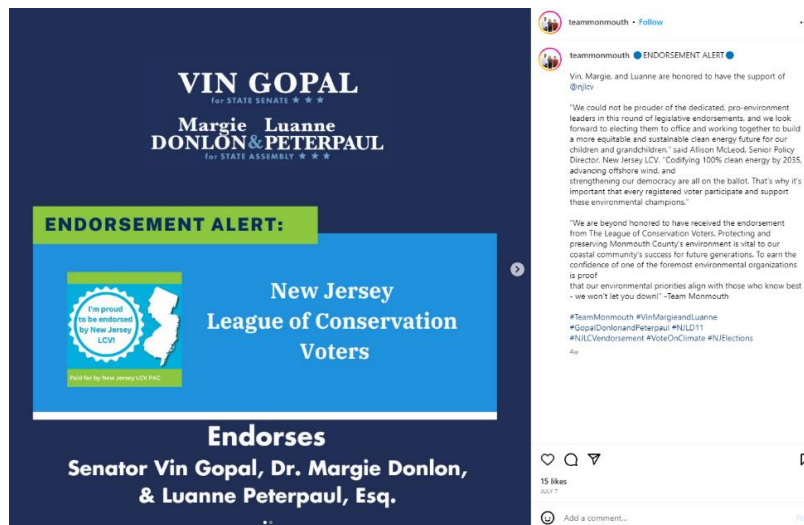 VIN GOPAL
for STATE SENATE ★ ★ ★
Margie Luanne
DONLON & PETERPAUL
for STATE ASSEMBLY ★ ★ ★
ENDORSEMENT ALERT:
I'm proud
to be endorsed
by New Jersey
LCV!
Paid for by New Jersey LCV PAC
New Jersey
League of Conservation
Voters
Endorses
Senator Vin Gopal, Dr. Margie Donlon,
& Luanne Peterpaul, Esq.
teammonmouth • Follow
teammonmouth 🔵ENDORSEMENT ALERT🔵
Vin, Margie, and Luanne are honored to have the support of
@njlcv
"We could not be prouder of the dedicated, pro-environment
leaders in this round of legislative endorsements, and we look
forward to electing them to office and working together to build
a more equitable and sustainable clean energy future for our
children and grandchildren," said Allison McLeod, Senior Policy
Director, New Jersey LCV. "Codifying 100% clean energy by 2035,
advancing offshore wind, and
strengthening our democracy are all on the ballot. That's why it's
important that every registered voter participate and support
these environmental champions."
"We are beyond honored to have received the endorsement
from The League of Conservation Voters. Protecting and
preserving Monmouth County's environment is vital to our
coastal community's success for future generations. To earn the
confidence of one of the foremost environmental organizations
is proof
that our environmental priorities align with those who know best
- we won't let you down!" -Team Monmouth
#TeamMonmouth #VinMargieandLuanne
#GopalDonlonandPeterpaul #NJLD11
#NJLCVendorsement #VoteOnClimate #NJElections
4w
15 likes
JULY 7
Add a comment...